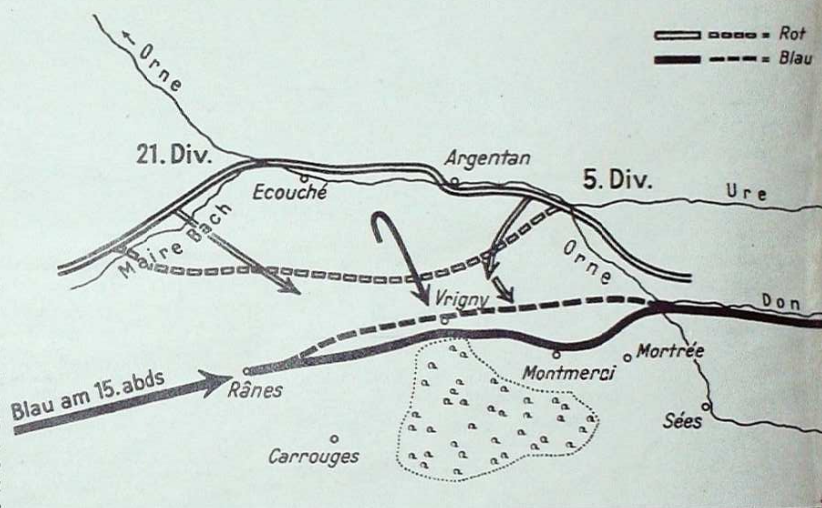 = Rot
= Blau
← Orne
21. Div.
Argentan
5. Div.
Ecouché
Ure
Maire Bach
Orne
Vrigny
Don
Mortrée
Montmerci
Blau am 15. abds
Rânes
Sées
Carrouges